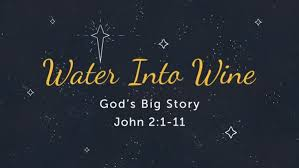 Water Into Wine
God's Big Story
John 2:1-11